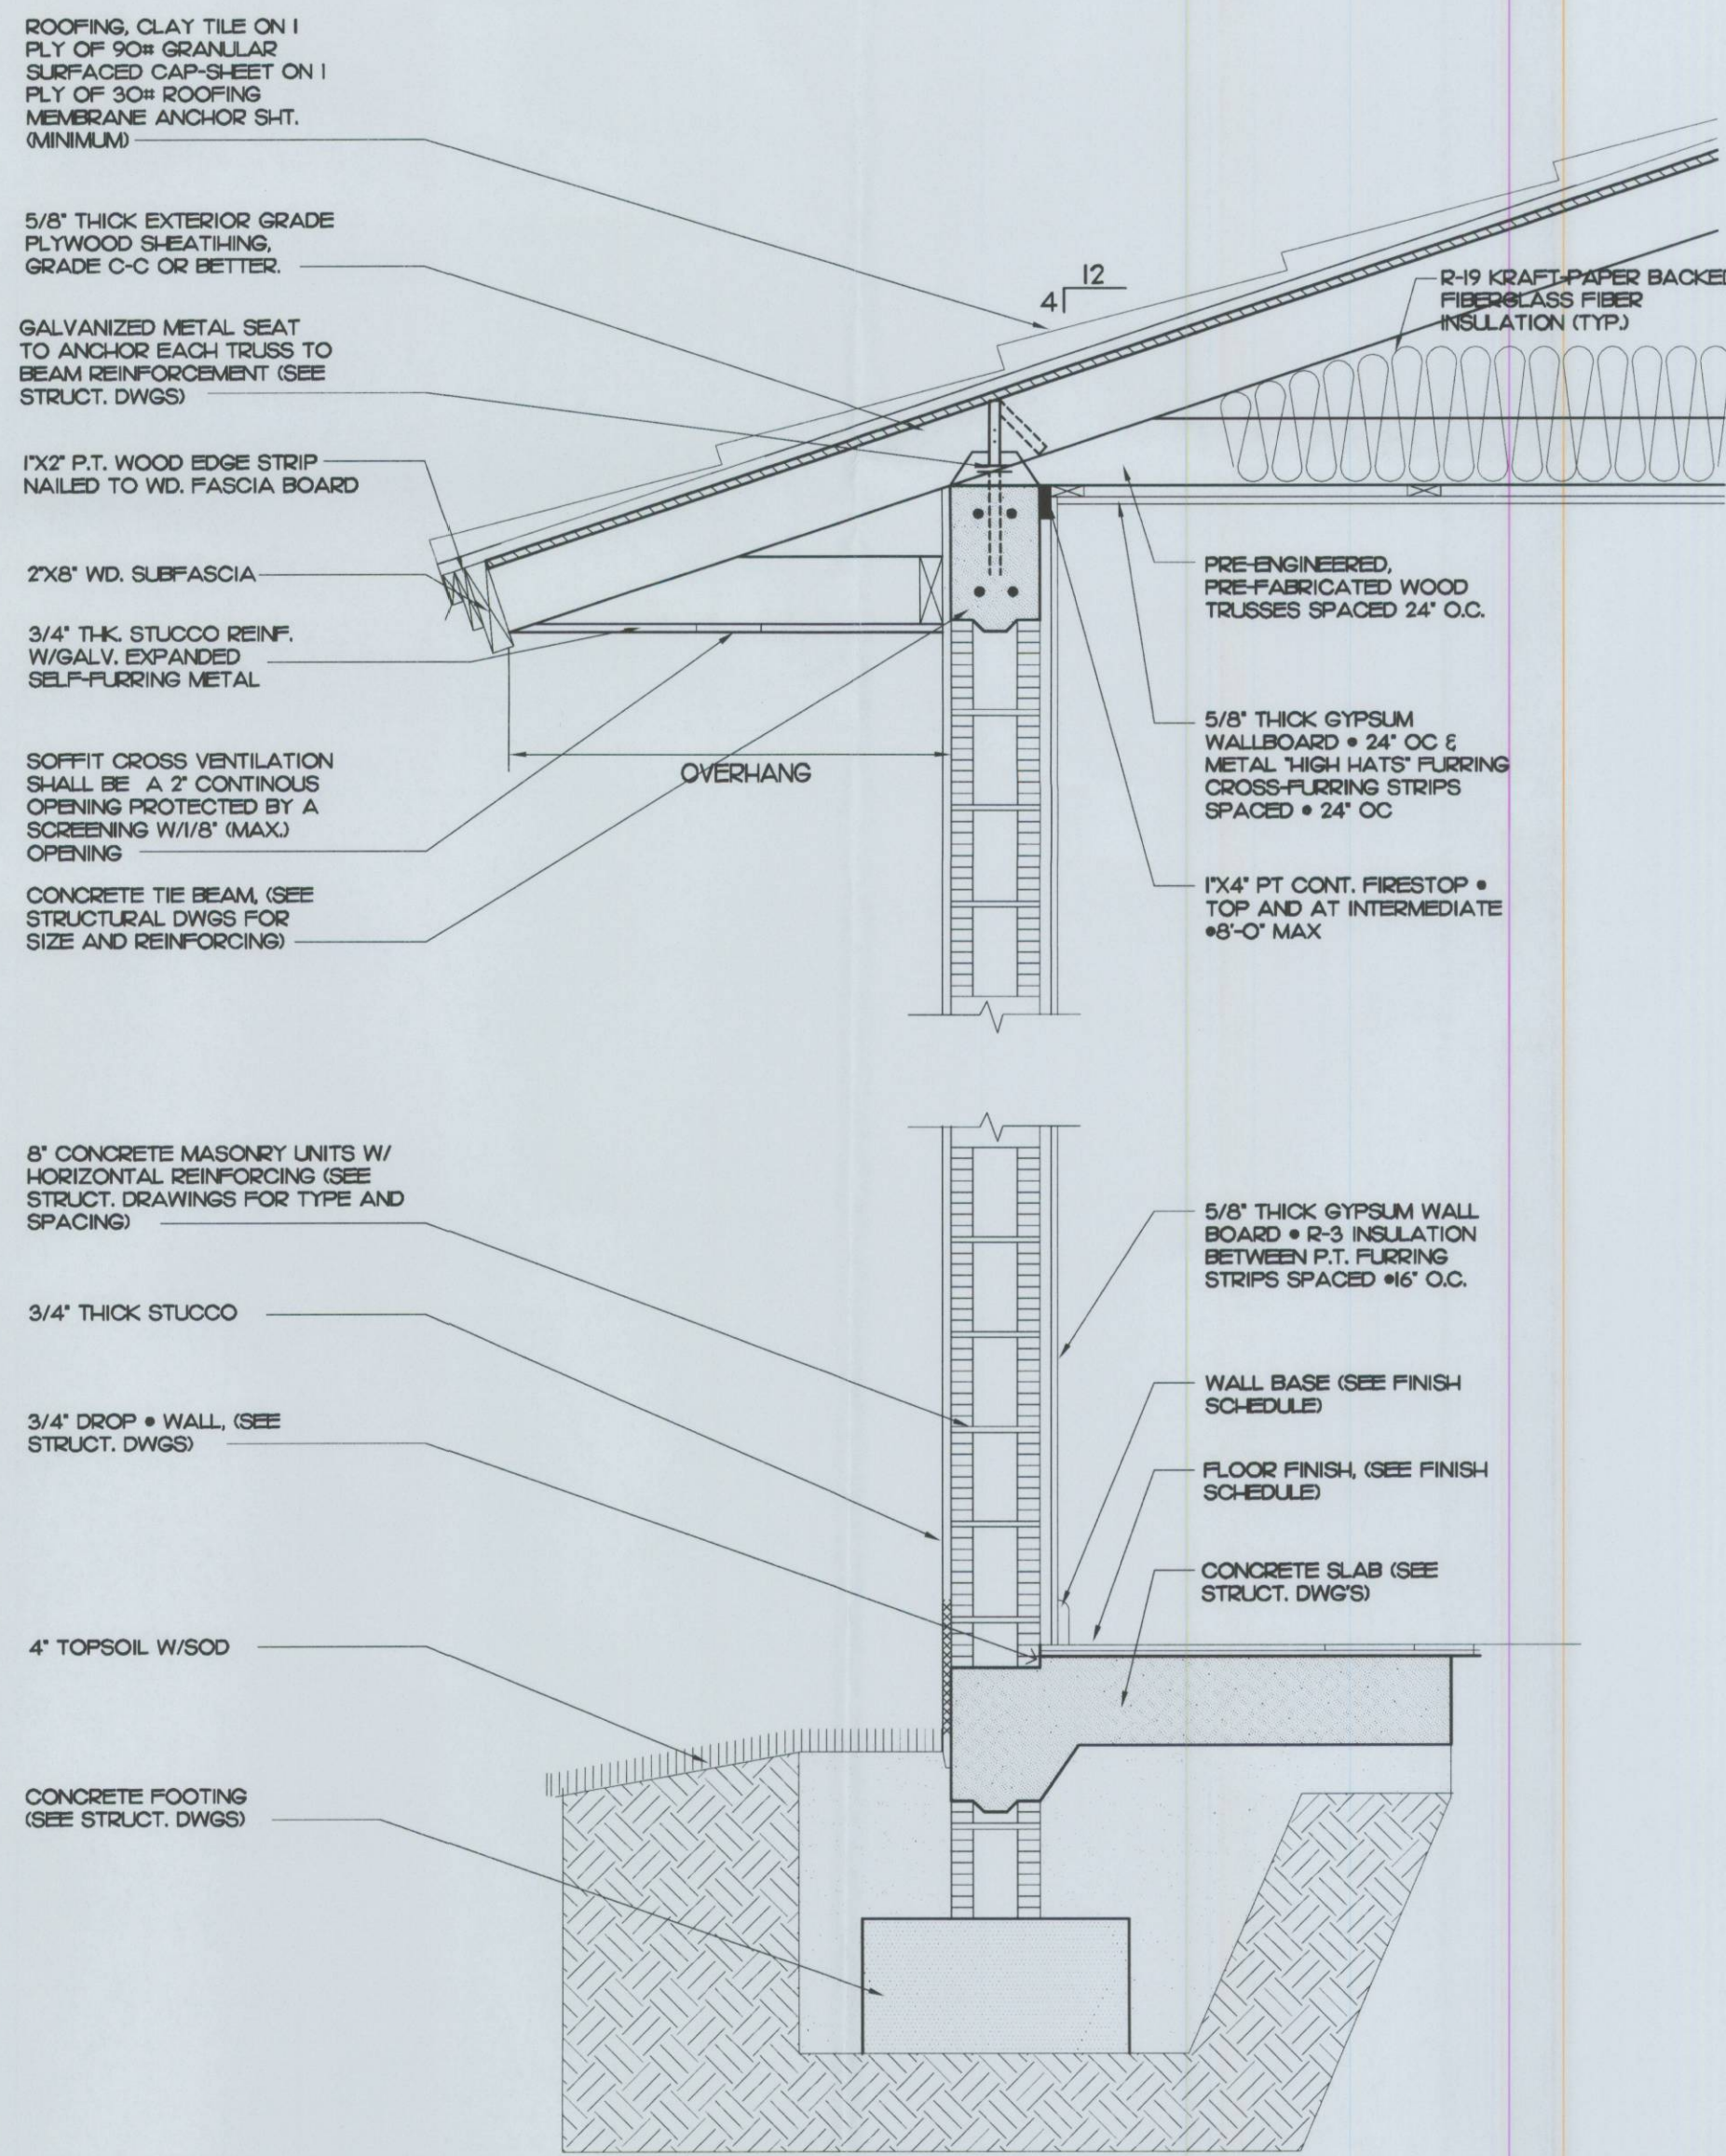 ROOFING, CLAY TILE ON 1
PLY OF 90# GRANULAR
SURFACED CAP-SHEET ON 1
PLY OF 30# ROOFING
MEMBRANE ANCHOR SHT.
(MINIMUM)
5/8" THICK EXTERIOR GRADE
PLYWOOD SHEATIHING,
GRADE C-C OR BETTER.
GALVANIZED METAL SEAT
TO ANCHOR EACH TRUSS TO
BEAM REINFORCEMENT (SEE
STRUCT. DWGS)
1"X2" P.T. WOOD EDGE STRIP
NAILED TO WD. FASCIA BOARD
2"X8" WD. SUBFASCIA
3/4" THK. STUCCO REINF.
W/GALV. EXPANDED
SELF-FURRING METAL
SOFFIT CROSS VENTILATION
SHALL BE A 2" CONTINOUS
OPENING PROTECTED BY A
SCREENING W/1/8" (MAX.)
OPENING
CONCRETE TIE BEAM, (SEE
STRUCTURAL DWGS FOR
SIZE AND REINFORCING)
8" CONCRETE MASONRY UNITS W/
HORIZONTAL REINFORCING (SEE
STRUCT. DRAWINGS FOR TYPE AND
SPACING)
3/4" THICK STUCCO
3/4" DROP • WALL, (SEE
STRUCT. DWGS)
4" TOPSOIL W/SOD
CONCRETE FOOTING
(SEE STRUCT. DWGS)
12
4
OVERHANG
R-19 KRAFT-PAPER BACKED
FIBERGLASS FIBER
INSULATION (TYP.)
PRE-ENGINEERED,
PRE-FABRICATED WOOD
TRUSSES SPACED 24" O.C.
5/8" THICK GYPSUM
WALLBOARD • 24" OC &
METAL "HIGH HATS" FURRING
CROSS-FURRING STRIPS
SPACED • 24" OC
1"X4" PT CONT. FIRESTOP •
TOP AND AT INTERMEDIATE
•8'-0" MAX
5/8" THICK GYPSUM WALL
BOARD • R-3 INSULATION
BETWEEN P.T. FURRING
STRIPS SPACED •16" O.C.
WALL BASE (SEE FINISH
SCHEDULE)
FLOOR FINISH, (SEE FINISH
SCHEDULE)
CONCRETE SLAB (SEE
STRUCT. DWG'S)